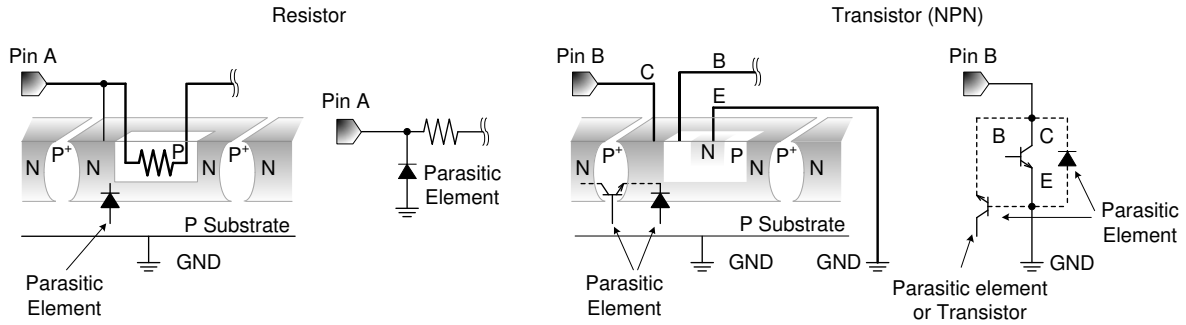 Resistor
Pin A
N P+ N P N P+ N
Parasitic
Element
P Substrate
GND
Pin A
Parasitic
Element
Transistor (NPN)
Pin B
C
B
E
N P+ N N P N P+ N
Parasitic
Element
P Substrate
GND
GND
Pin B
B C
E
Parasitic
Element
GND
Parasitic element
or Transistor